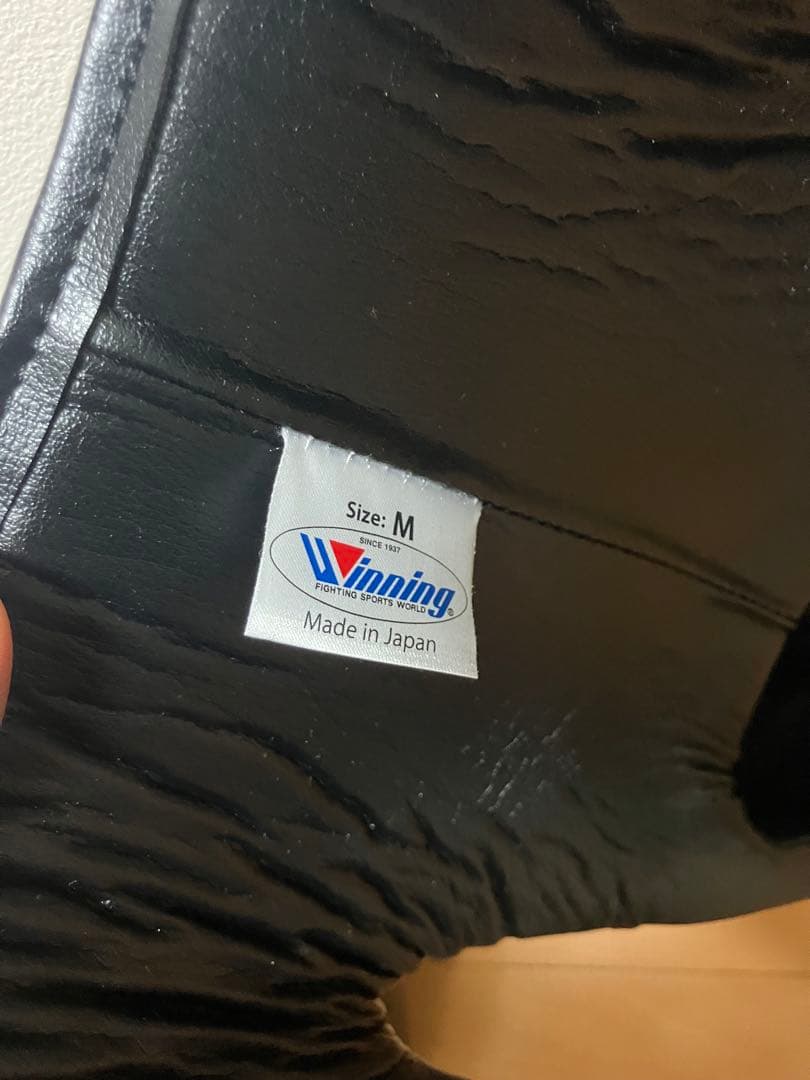 Size: M
SINCE 1937
Winning®
FIGHTING SPORTS WORLD
Made in Japan